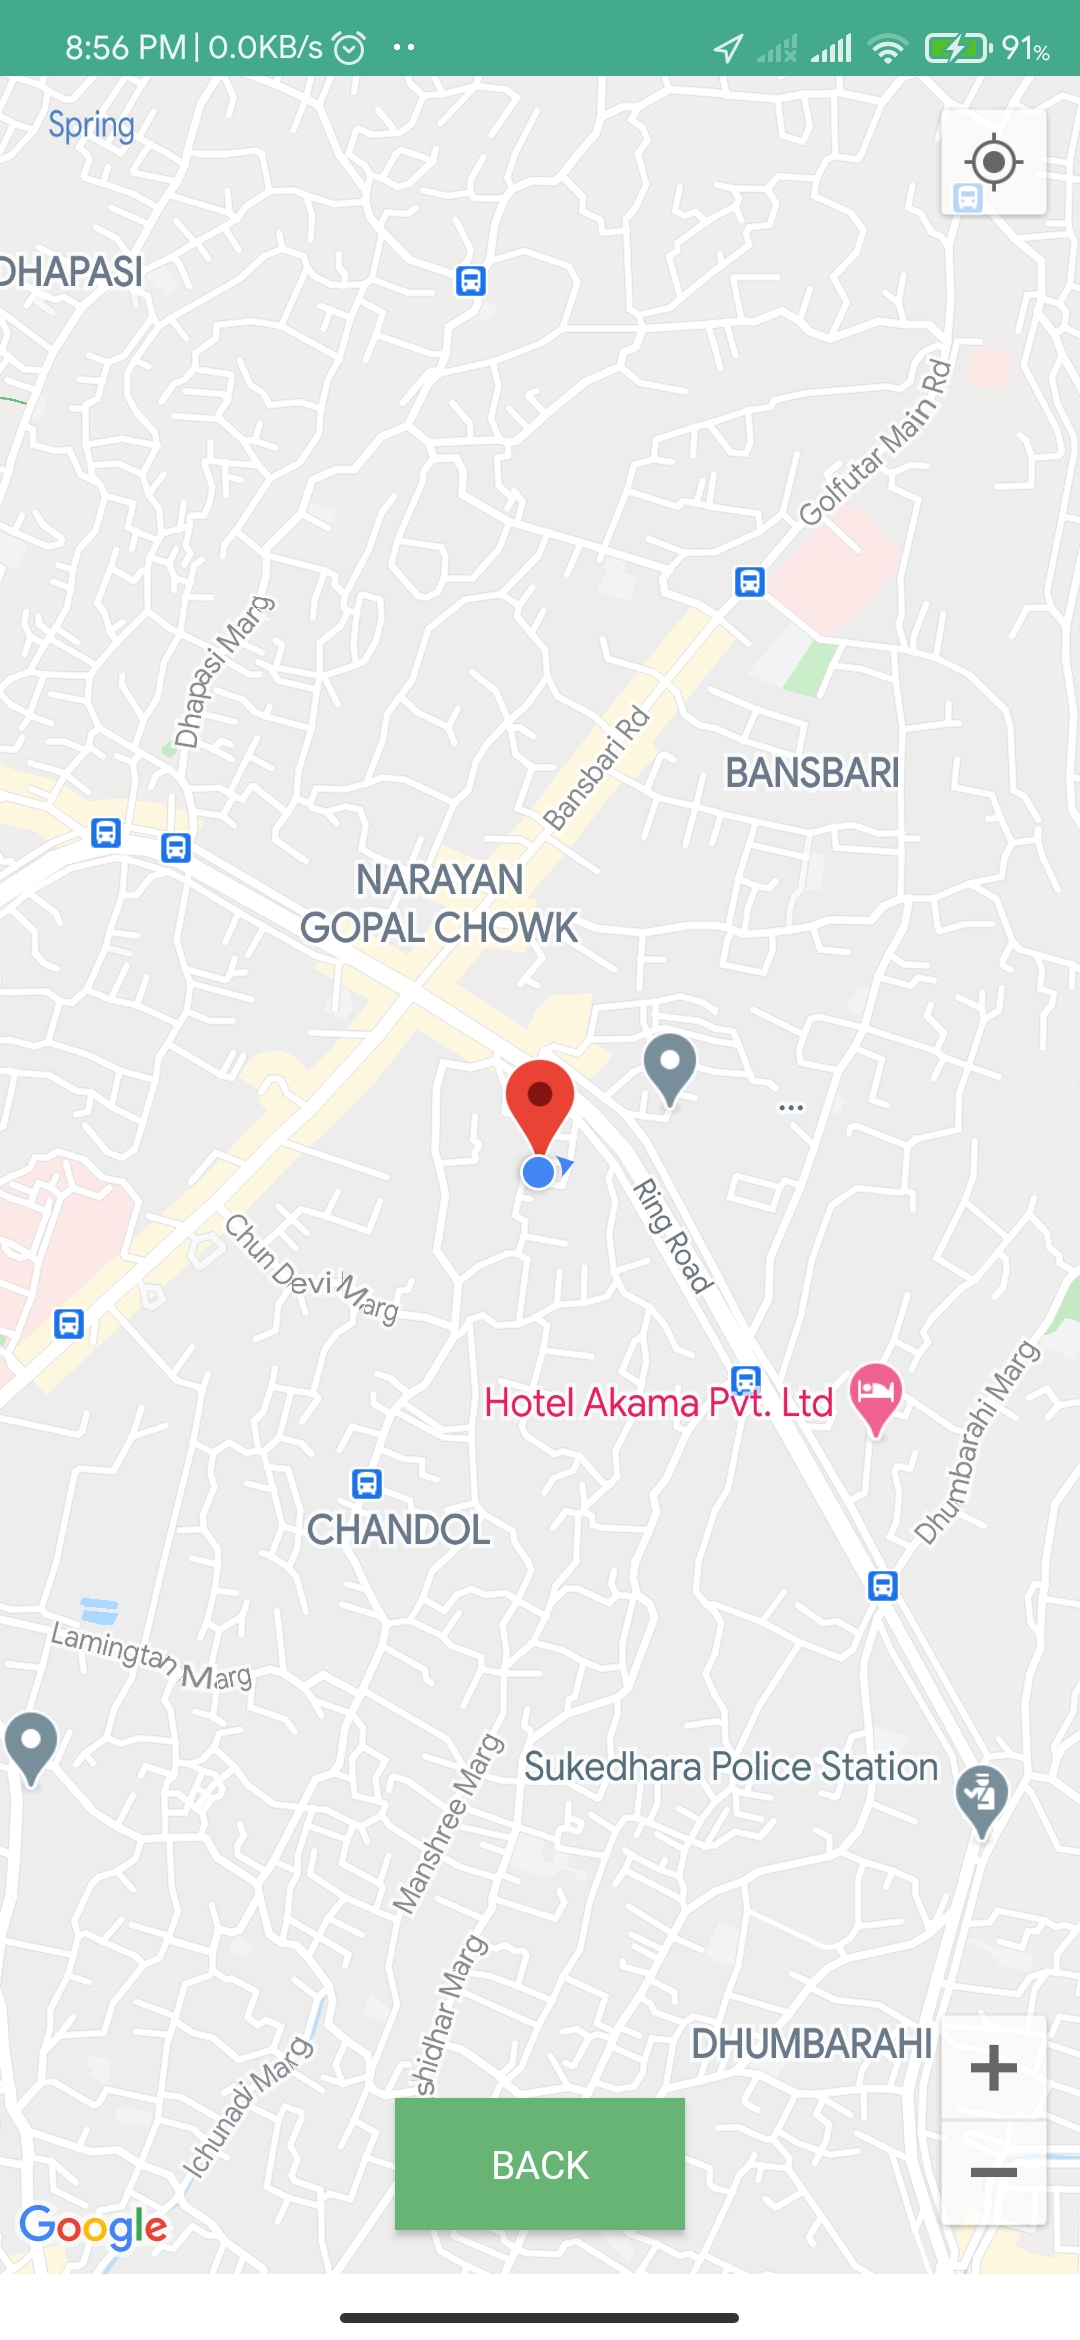 8:56 PM | 0.0KB/s
91%
Spring
DHAPASI
Golfutar Main Rd
Dhapasi Marg
Bansbari Rd
BANSBARI
NARAYAN
GOPAL CHOWK
...
Ring Road
Chun Devi Marg
Hotel Akama Pvt. Ltd
Dhumbarahi Marg
CHANDOL
Lamingtan Marg
Sukedhara Police Station
Manshree Marg
shidhar Marg
DHUMBARAHI
Ichunadi Marg
+
BACK
−
Google